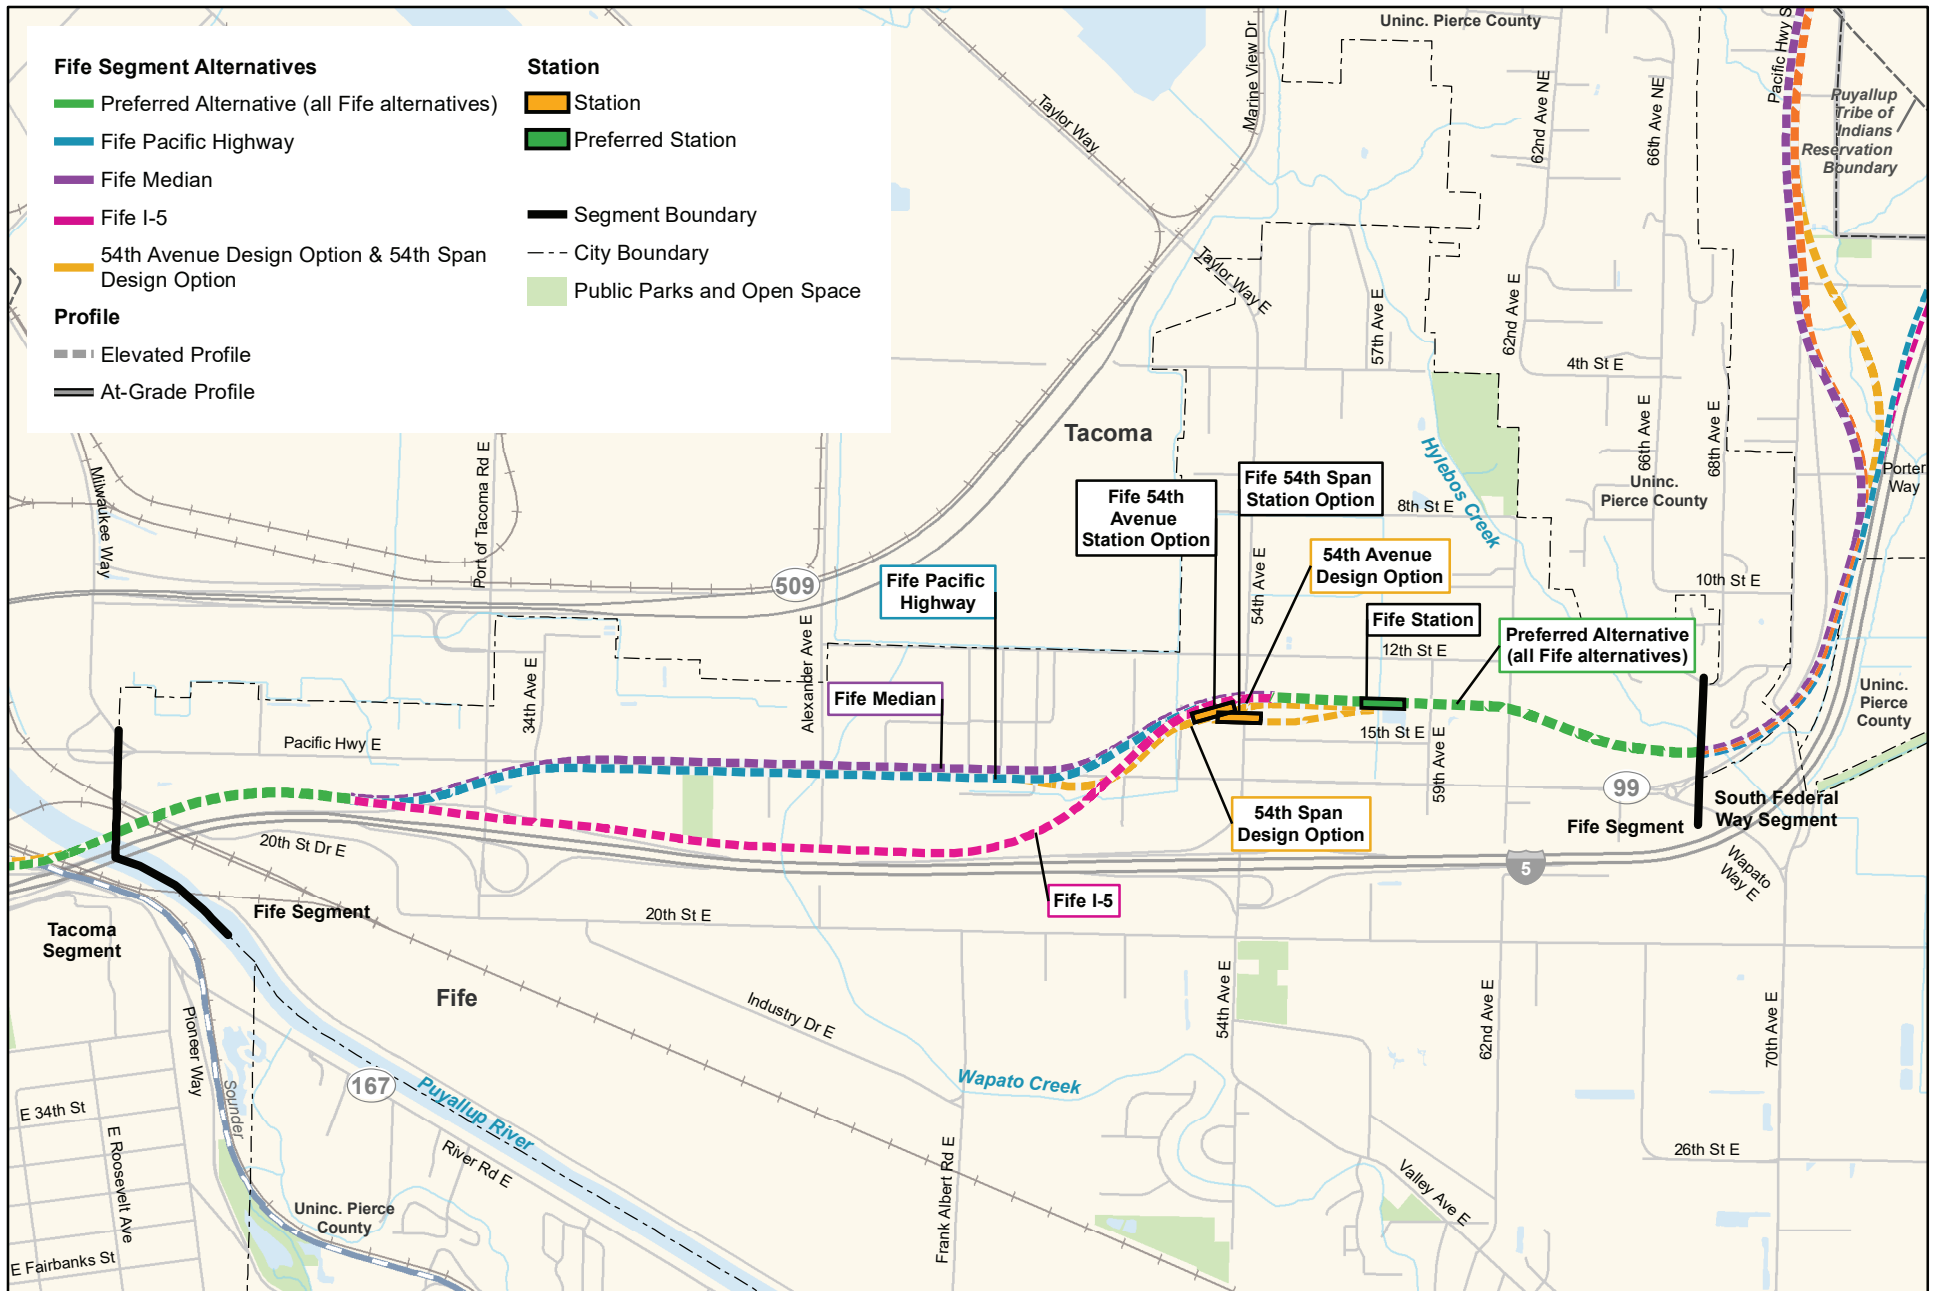 Fife Segment Alternatives
Preferred Alternative (all Fife alternatives)
Fife Pacific Highway
Fife Median
Fife I-5
54th Avenue Design Option & 54th Span
Design Option
Profile
Elevated Profile
At-Grade Profile
Station
Station
Preferred Station
Segment Boundary
City Boundary
Public Parks and Open Space
Uninc. Pierce County
Marine View Dr
Taylor Way
62nd Ave NE
66th Ave NE
Pacific Hwy S
Puyallup
Tribe of
Indians
Reservation
Boundary
Taylor Way E
57th Ave E
62nd Ave E
4th St E
66th Ave E
68th Ave E
Tacoma
Hylebos Creek
Uninc.
Pierce County
Porter
Way
Milwaukee Way
Port of Tacoma Rd E
509
Fife 54th
Avenue
Station Option
Fife 54th Span
Station Option
8th St E
54th Ave E
54th Avenue
Design Option
Fife Pacific
Highway
10th St E
Fife Station
Preferred Alternative
(all Fife alternatives)
12th St E
Alexander Ave E
34th Ave E
Fife Median
Uninc.
Pierce
County
Pacific Hwy E
15th St E
59th Ave E
99
54th Span
Design Option
Fife Segment
South Federal
Way Segment
20th St Dr E
5
Wapato
Way E
Fife I-5
Fife Segment
20th St E
Tacoma
Segment
Fife
Industry Dr E
54th Ave E
62nd Ave E
70th Ave E
Pioneer Way
Sounder
167
Puyallup River
Wapato Creek
E 34th St
E Roosevelt Ave
River Rd E
Frank Albert Rd E
26th St E
Valley Ave E
Uninc. Pierce
County
E Fairbanks St